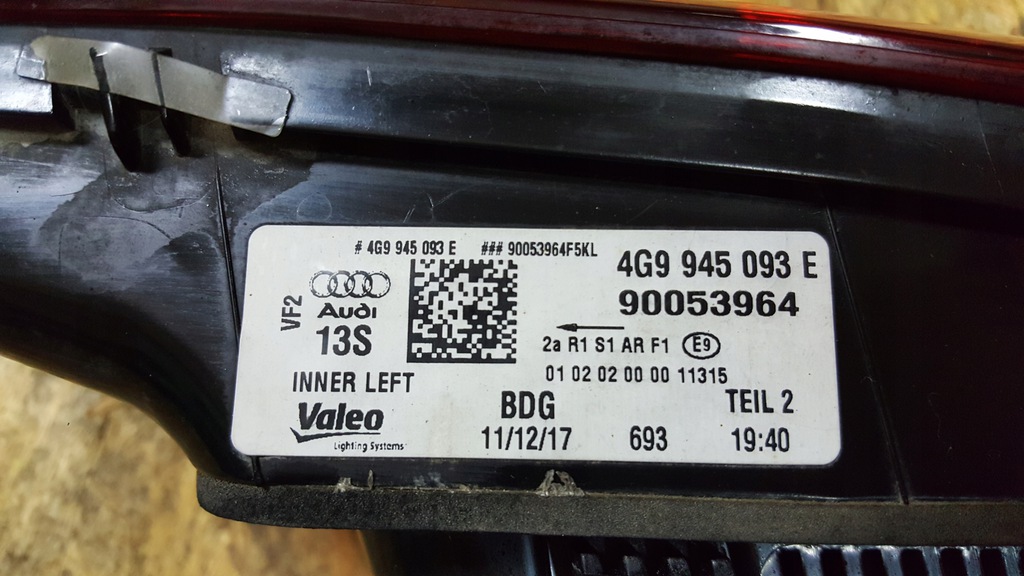 # 4G9 945 093 E ### 90053964F5KL
4G9 945 093 E
90053964
VF2
Audi
13S
2a R1 S1 AR F1 E9
01 02 02 00 00 11315
INNER LEFT
Valeo
Lighting Systems
BDG
TEIL 2
11/12/17 693 19:40